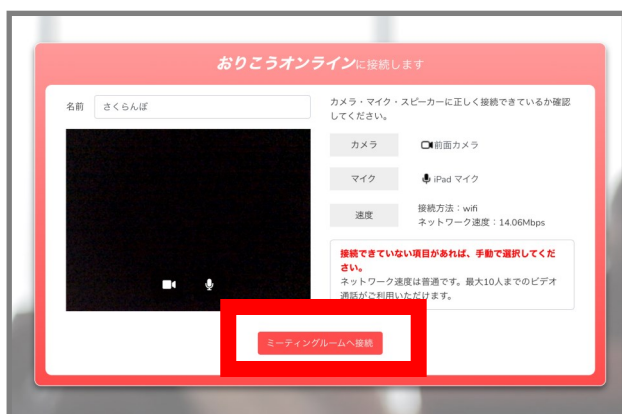 おりこうオンラインに接続します
名前 さくらんぼ
カメラ・マイク・スピーカーに正しく接続できているか確認
してください。
カメラ 前面カメラ
マイク iPad マイク
速度 接続方法：wifi
ネットワーク速度：14.06Mbps
接続できていない項目があれば、手動で選択してくだ
さい。
ネットワーク速度は普通です。最大10人までのビデオ
通話がご利用いただけます。
ミーティングルームへ接続